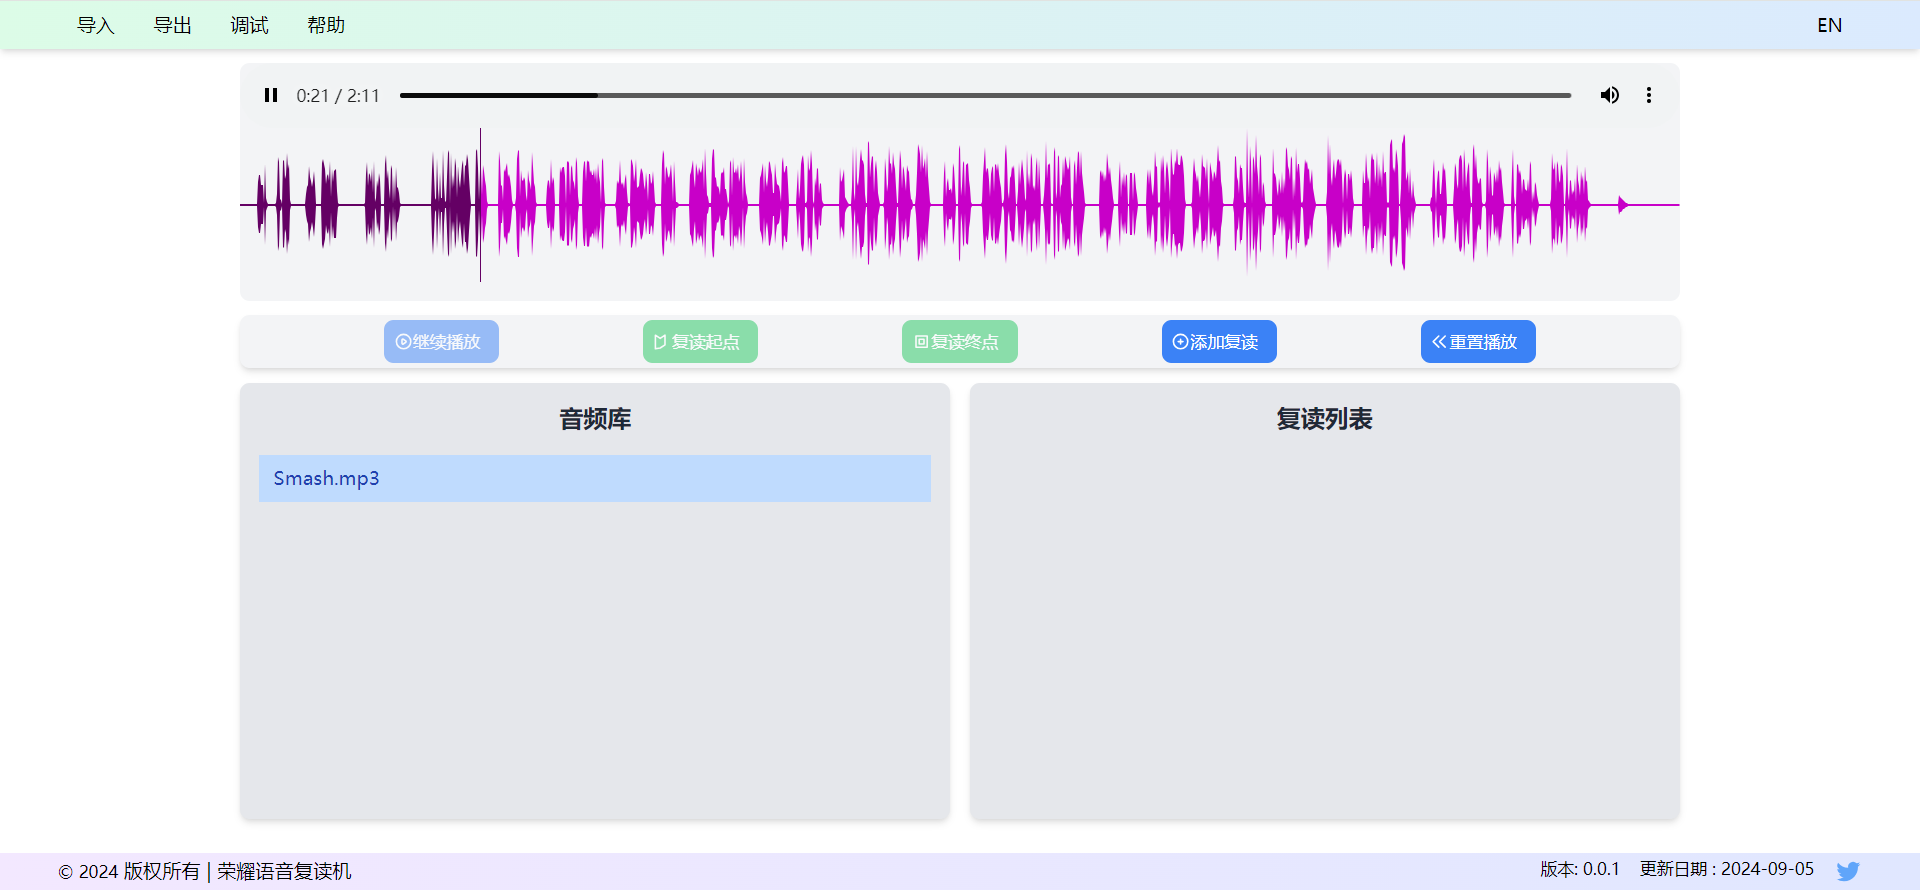 导入 导出 调试 帮助 EN
0:21 / 2:11
继续播放 复读起点 复读终点 添加复读 重置播放
音频库
Smash.mp3
复读列表
© 2024 版权所有 | 荣耀语音复读机 版本: 0.0.1 更新日期 : 2024-09-05